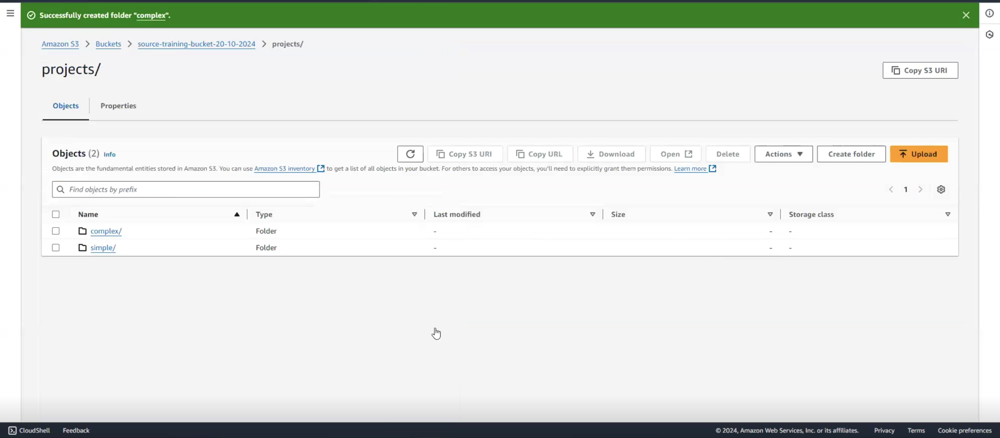 Successfully created folder "complex".
Amazon S3 > Buckets > source-training-bucket-20-10-2024 > projects/
projects/
Copy S3 URI
Objects
Properties
Objects (2) Info
Copy S3 URI
Copy URL
Download
Open
Delete
Actions
Create folder
Upload
Objects are the fundamental entities stored in Amazon S3. You can use Amazon S3 inventory to get a list of all objects in your bucket. For others to access your objects, you'll need to explicitly grant them permissions. Learn more
Find objects by prefix
1
Name Type Last modified Size Storage class
complex/ Folder - - -
simple/ Folder - - -
CloudShell Feedback © 2024, Amazon Web Services, Inc. or its affiliates. Privacy Terms Cookie preferences